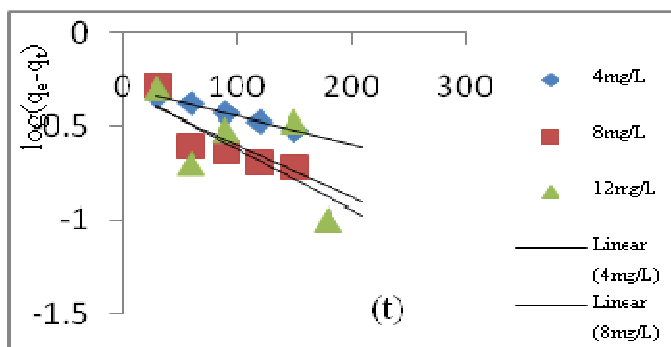 0
0
100
200
300
log(qₑ-qₜ)
4mg/L
-0.5
8mg/L
12mg/L
-1
Linear
(4mg/L)
(t)
Linear
(8mg/L)
-1.5